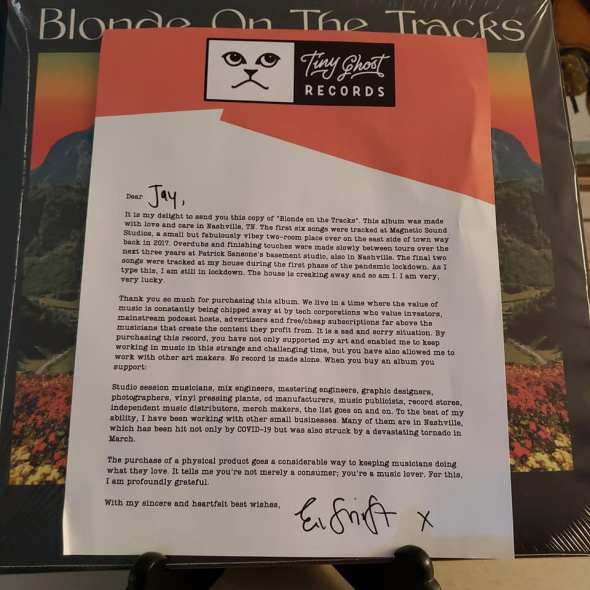 Blonde On The Tracks
Tiny Ghost
RECORDS
Dear Jay,
It is my delight to send you this copy of "Blonde on the Tracks". This album was made
with love and care in Nashville, TN. The first six songs were tracked at Magnetic Sound
Studios, a small but fabulously vibey two-room place over on the east side of town way
back in 2017. Overdubs and finishing touches were made slowly between tours over the
next three years at Patrick Sansone's basement studio, also in Nashville. The final two
songs were tracked at my house during the first phase of the pandemic lockdown. As I
type this, I am still in lockdown. The house is creaking away and so am I. I am very,
very lucky.
Thank you so much for purchasing this album. We live in a time where the value of
music is constantly being chipped away at by tech corporations who value investors,
mainstream podcast hosts, advertisers and free/cheap subscriptions far above the
musicians that create the content they profit from. It is a sad and sorry situation. By
purchasing this record, you have not only supported my art and enabled me to keep
working in music in this strange and challenging time, but you have also allowed me to
work with other art makers. No record is made alone. When you buy an album you
support:
Studio session musicians, mix engineers, mastering engineers, graphic designers,
photographers, vinyl pressing plants, cd manufacturers, music publicists, record stores,
independent music distributors, merch makers, the list goes on and on. To the best of my
ability, I have been working with other small businesses. Many of them are in Nashville,
which has been hit not only by COVID-19 but was also struck by a devastating tornado in
March.
The purchase of a physical product goes a considerable way to keeping musicians doing
what they love. It tells me you're not merely a consumer; you're a music lover. For this,
I am profoundly grateful.
With my sincere and heartfelt best wishes,
x